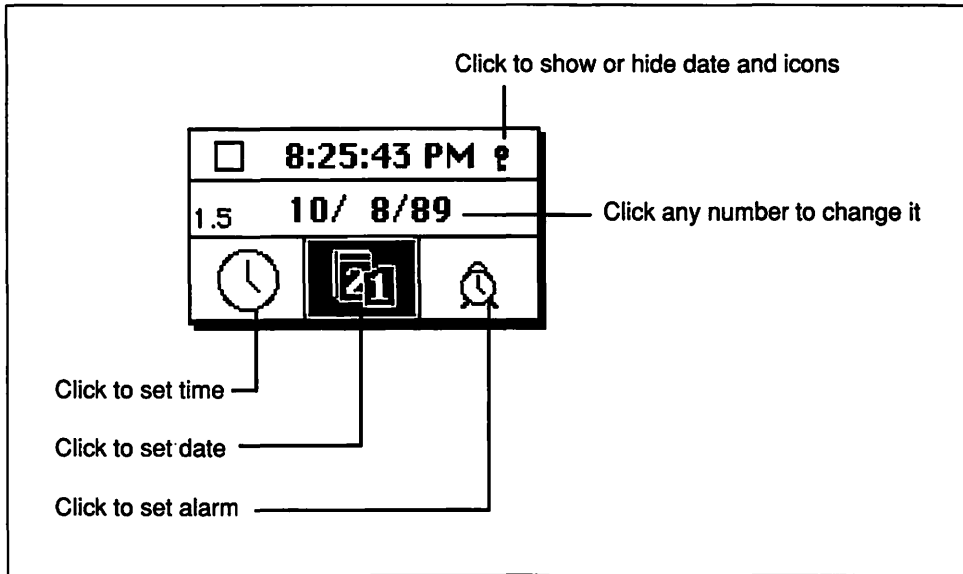 Click to show or hide date and icons
8:25:43 PM
1.5 10/ 8/89
Click any number to change it
21
Click to set time
Click to set date
Click to set alarm